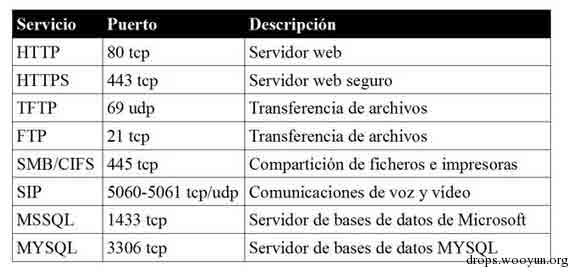 Servicio Puerto Descripción
HTTP 80 tcp Servidor web
HTTPS 443 tcp Servidor web seguro
TFTP 69 udp Transferencia de archivos
FTP 21 tcp Transferencia de archivos
SMB/CIFS 445 tcp Compartición de ficheros e impresoras
SIP 5060-5061 tcp/udp Comunicaciones de voz y vídeo
MSSQL 1433 tcp Servidor de bases de datos de Microsoft
MYSQL 3306 tcp Servidor de bases de datos MYSQL
drops.wooyun.org